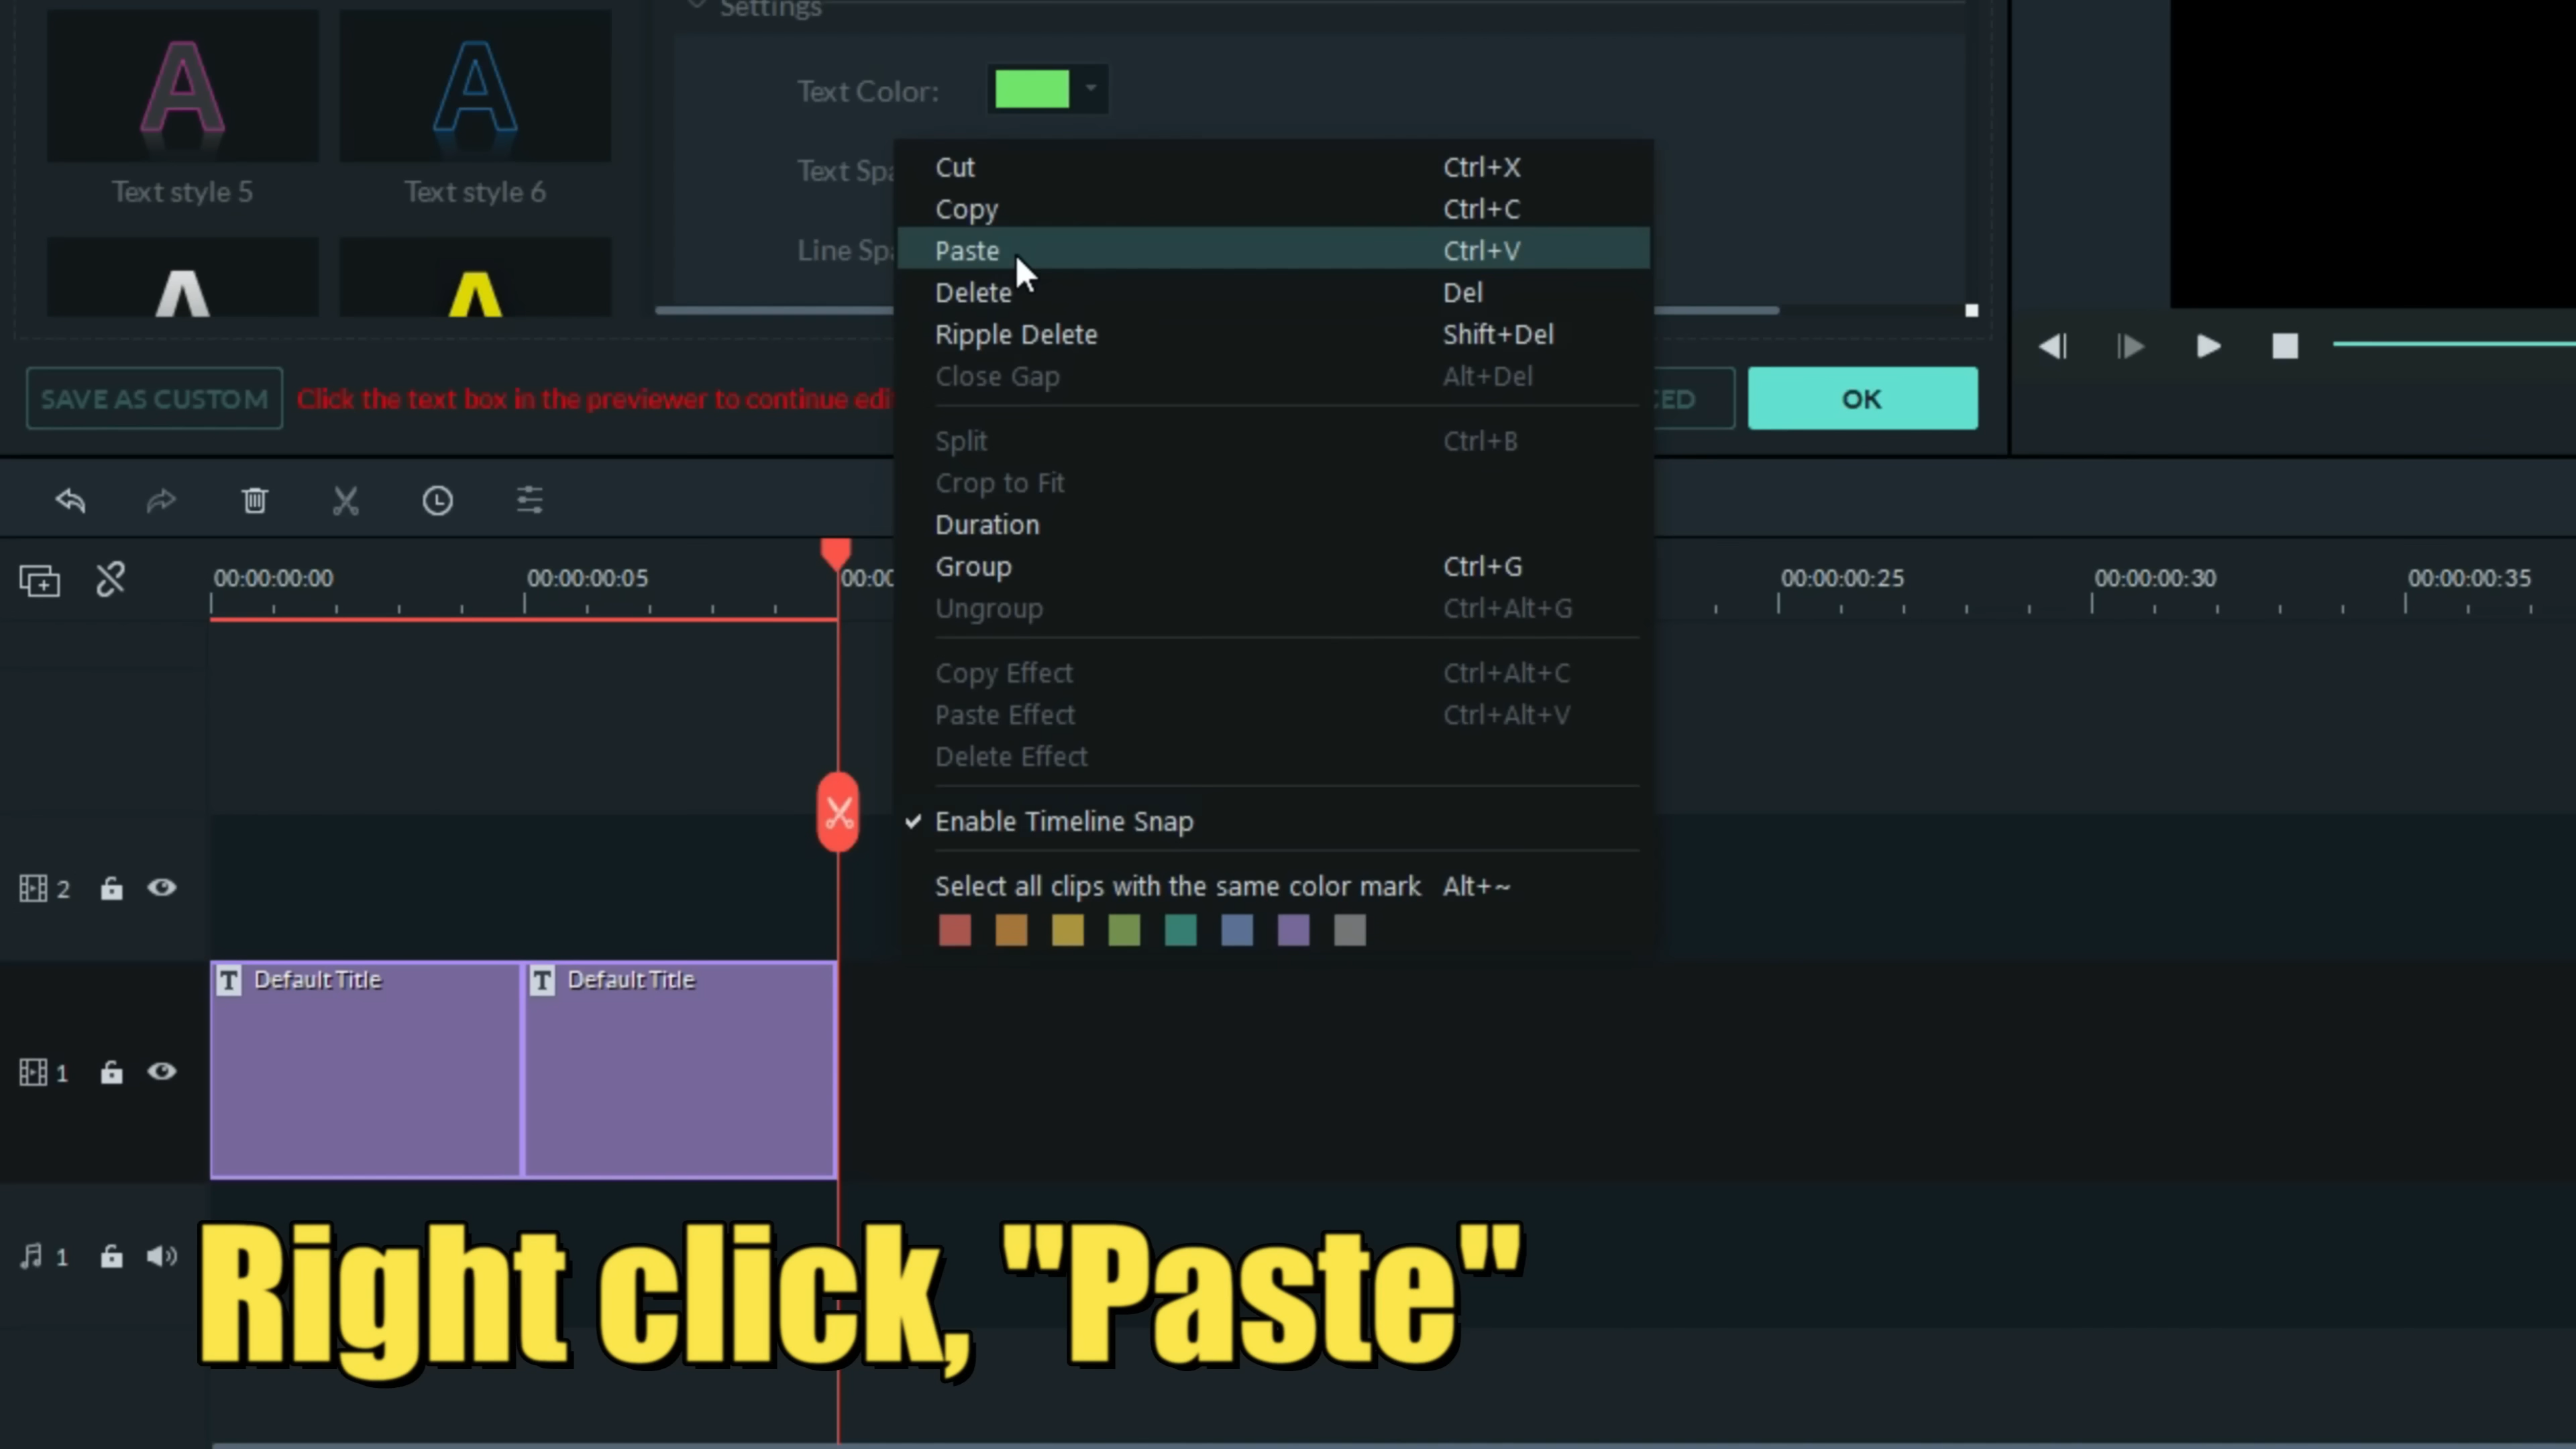 Settings
Text Color:
Text style 5
Text style 6
Text Spa
Line Spa
Cut Ctrl+X
Copy Ctrl+C
Paste Ctrl+V
Delete Del
Ripple Delete Shift+Del
Close Gap Alt+Del
Split Ctrl+B
Crop to Fit
Duration
Group Ctrl+G
Ungroup Ctrl+Alt+G
Copy Effect Ctrl+Alt+C
Paste Effect Ctrl+Alt+V
Delete Effect
Enable Timeline Snap
Select all clips with the same color mark Alt+~
SAVE AS CUSTOM
Click the text box in the previewer to continue edi
CED
OK
00:00:00:00 00:00:00:05 00:00 00:00:00:25 00:00:00:30 00:00:00:35
2
T Default Title T Default Title
1
1
Right click, "Paste"